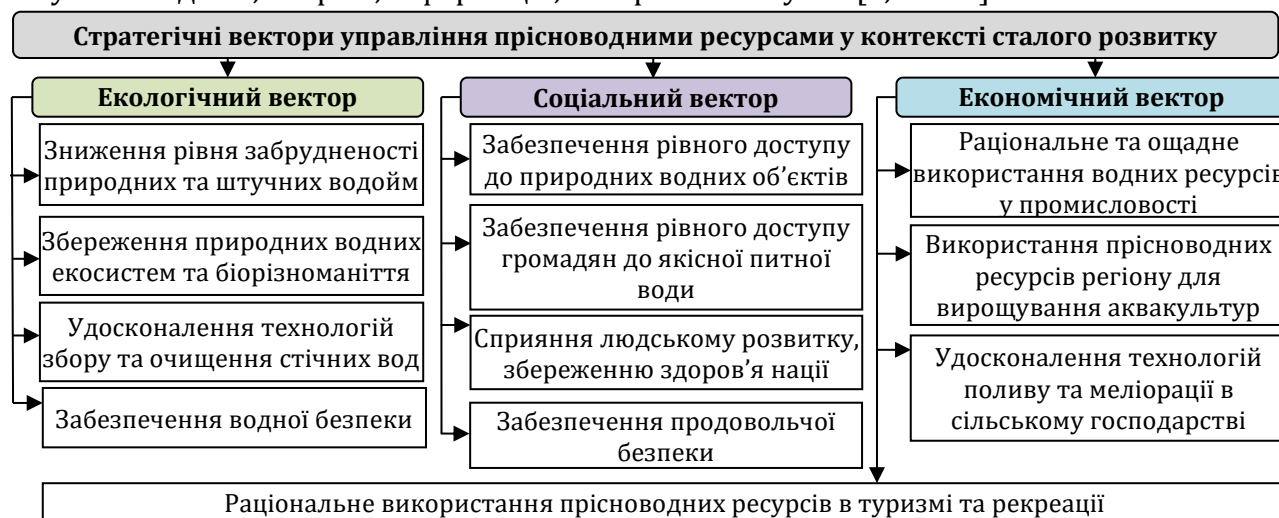 Стратегічні вектори управління прісноводними ресурсами у контексті сталого розвитку
Екологічний вектор
Зниження рівня забрудненості
природних та штучних водойм
Збереження природних водних
екосистем та біорізноманіття
Удосконалення технологій
збору та очищення стічних вод
Забезпечення водної безпеки
Соціальний вектор
Забезпечення рівного доступу
до природних водних об’єктів
Забезпечення рівного доступу
громадян до якісної питної
води
Сприяння людському розвитку,
збереженню здоров’я нації
Забезпечення продовольчої
безпеки
Економічний вектор
Раціональне та ощадне
використання водних ресурсів
у промисловості
Використання прісноводних
ресурсів регіону для
вирощування аквакультур
Удосконалення технологій
поливу та меліорації в
сільському господарстві
Раціональне використання прісноводних ресурсів в туризмі та рекреації